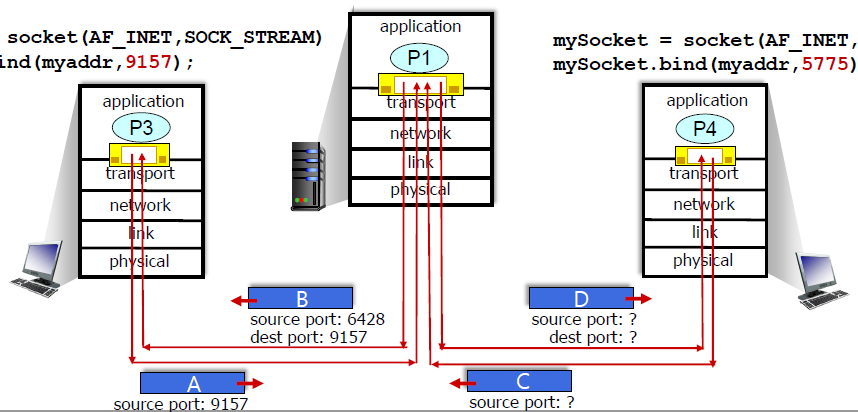 socket(AF_INET,SOCK_STREAM)
ind(myaddr,9157);
mySocket = socket(AF_INET,
mySocket.bind(myaddr,5775)
application
P1
transport
network
link
physical
application
P3
transport
network
link
physical
application
P4
transport
network
link
physical
B
source port: 6428
dest port: 9157
D
source port: ?
dest port: ?
A
source port: 9157
C
source port: ?